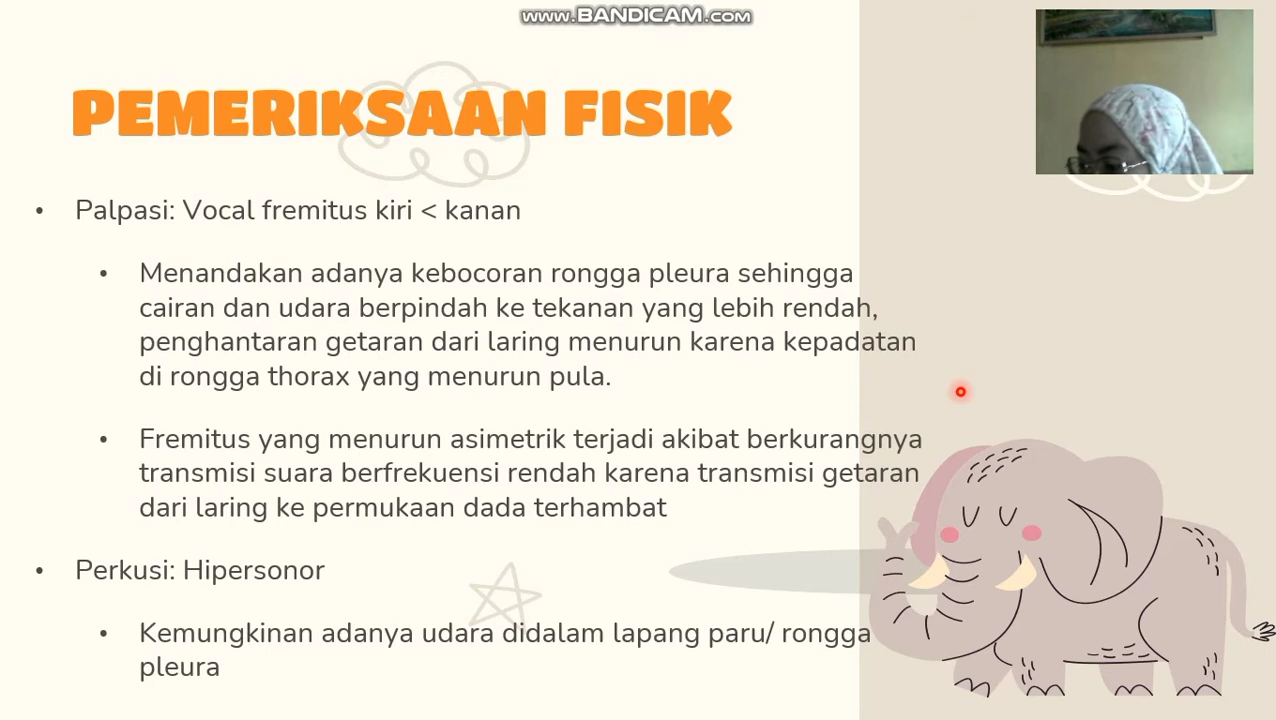 www.BANDICAM.com
PEMERIKSAAN FISIK
• Palpasi: Vocal fremitus kiri < kanan
• Menandakan adanya kebocoran rongga pleura sehingga
cairan dan udara berpindah ke tekanan yang lebih rendah,
penghantaran getaran dari laring menurun karena kepadatan
di rongga thorax yang menurun pula.
• Fremitus yang menurun asimetrik terjadi akibat berkurangnya
transmisi suara berfrekuensi rendah karena transmisi getaran
dari laring ke permukaan dada terhambat
• Perkusi: Hipersonor
• Kemungkinan adanya udara didalam lapang paru/ rongga
pleura